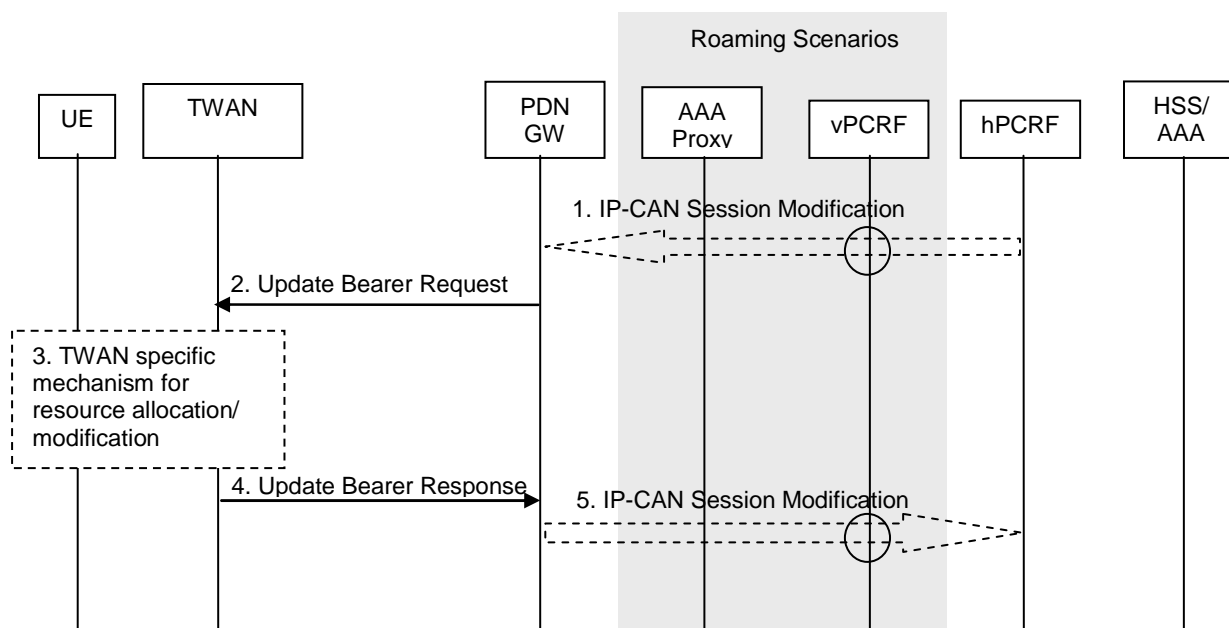 Roaming Scenarios
UE
TWAN
PDN
GW
AAA
Proxy
vPCRF
hPCRF
HSS/
AAA
1. IP-CAN Session Modification
2. Update Bearer Request
3. TWAN specific
mechanism for
resource allocation/
modification
4. Update Bearer Response
5. IP-CAN Session Modification